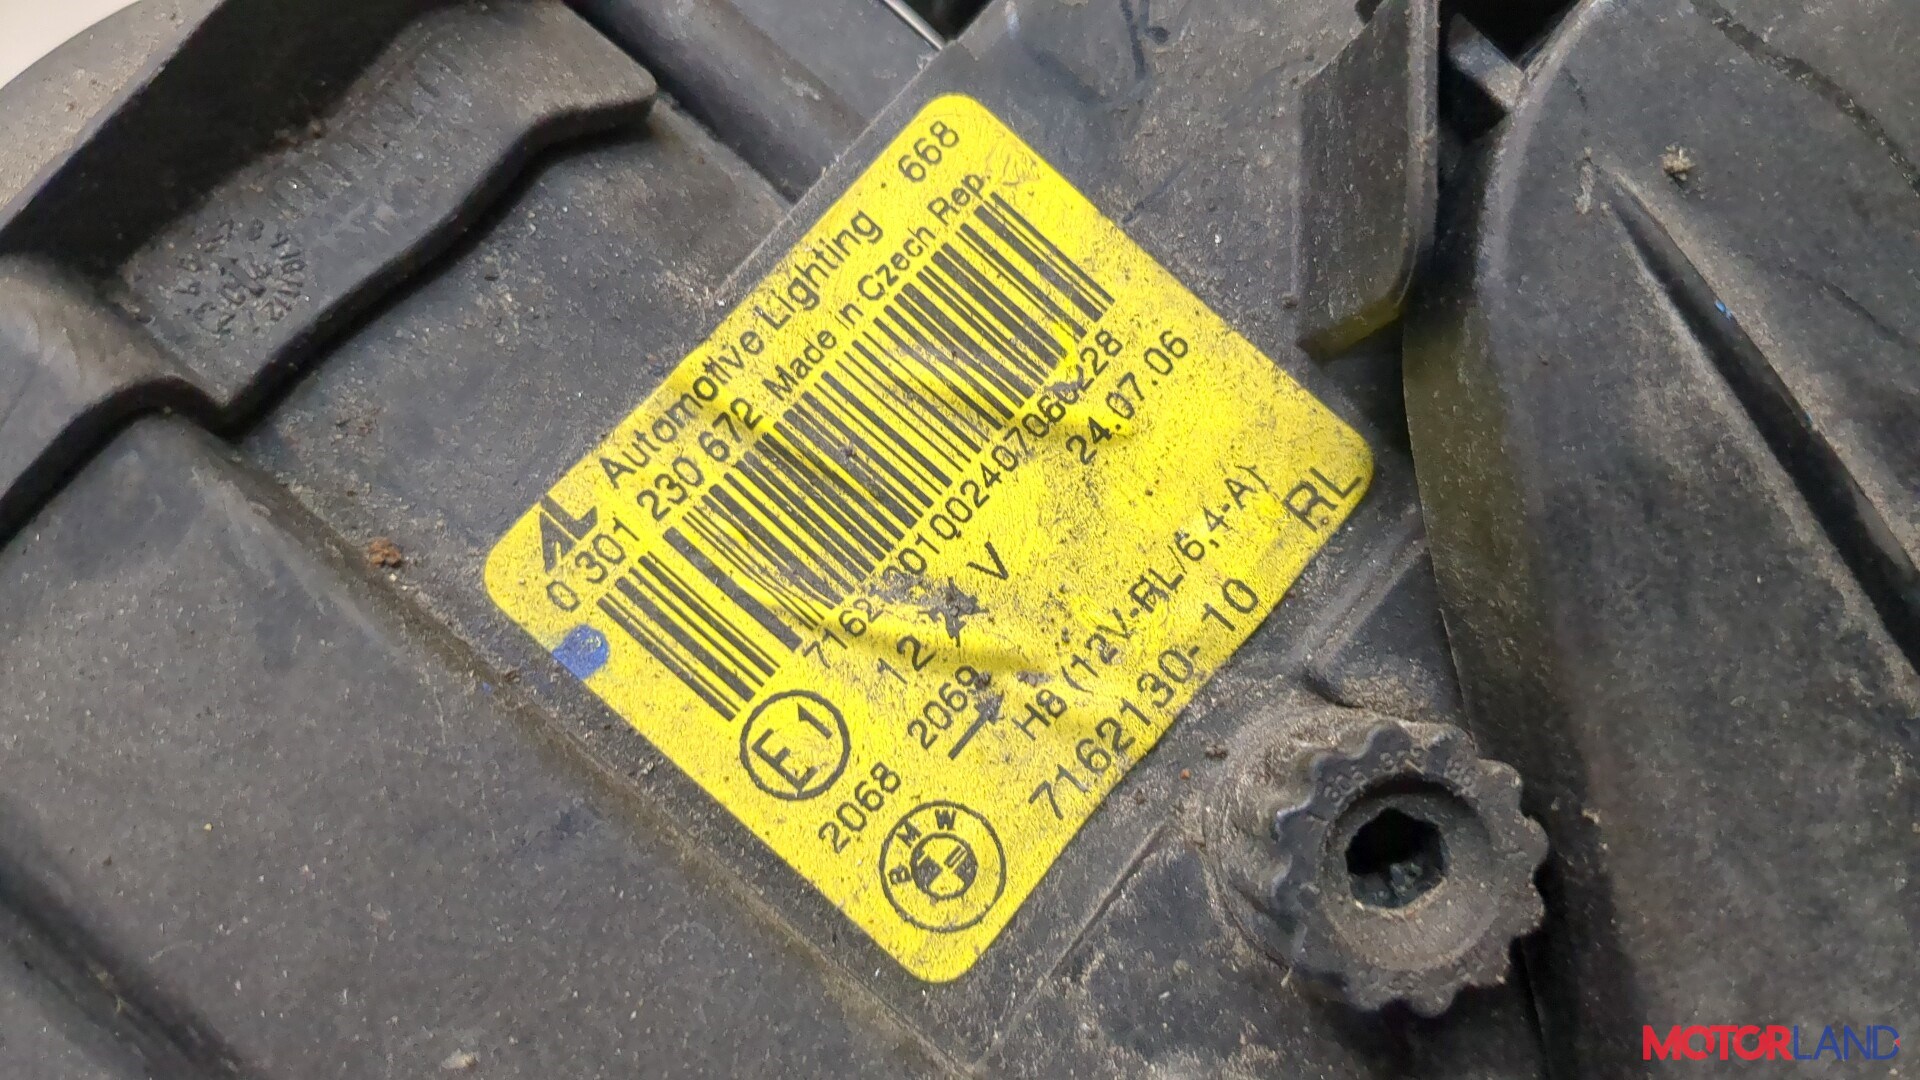 AL Automotive Lighting 668
0 301 230 672 Made in Czech Rep.
24.07.06
V
E1
2068
2069
H8 (12V-RL/6,4-A)
RL
BMW
7162130-10
MOTORLAND